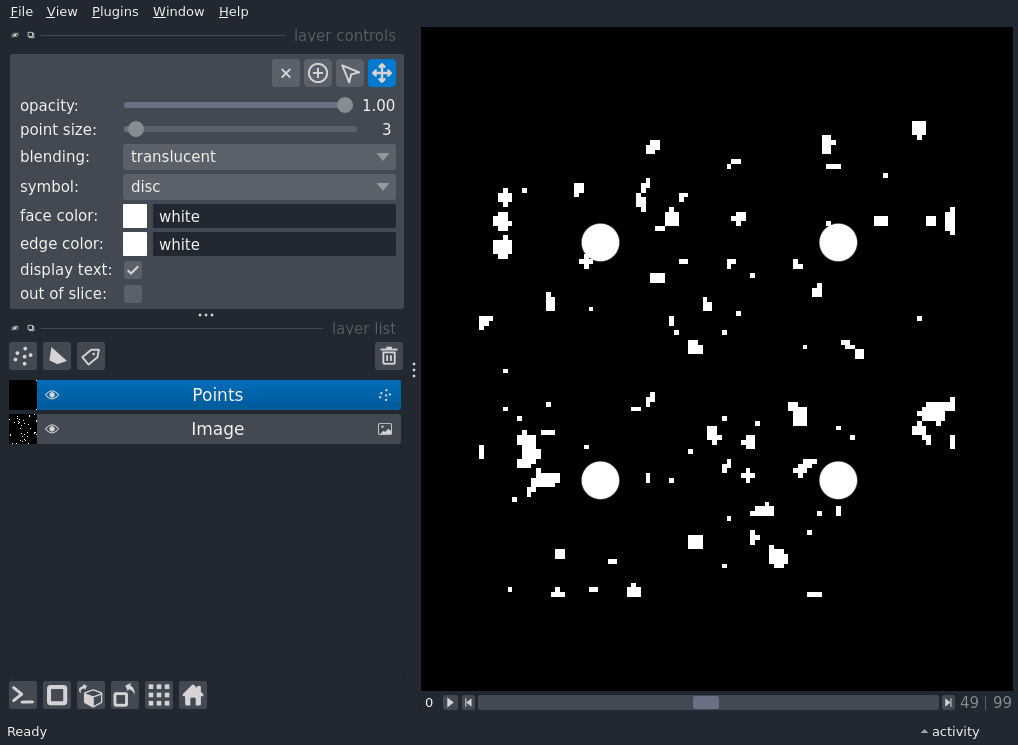 File View Plugins Window Help
layer controls
opacity: 1.00
point size: 3
blending: translucent
symbol: disc
face color: white
edge color: white
display text:
out of slice:
layer list
Points
Image
0 49 | 99
Ready activity